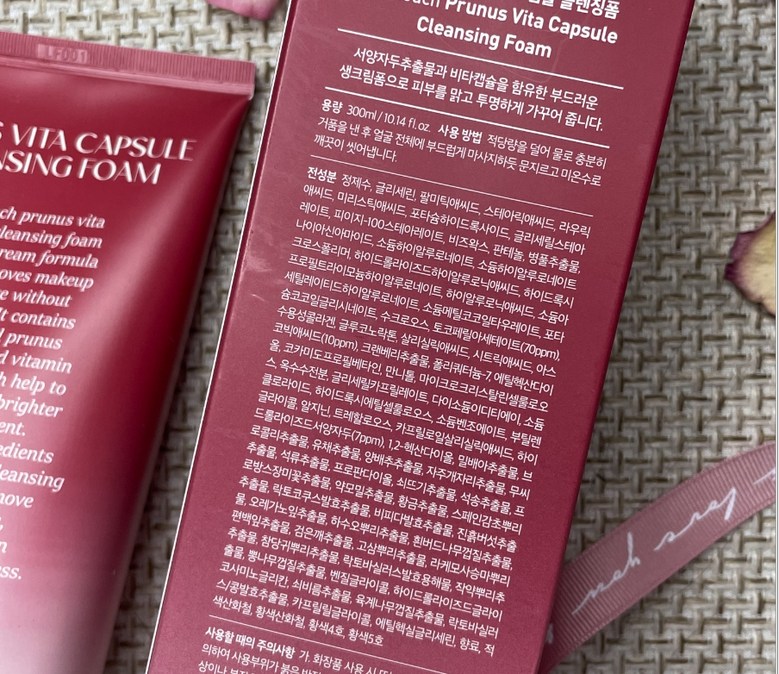 LF001
VITA CAPSULE
NSING FOAM
ch prunus vita
cleansing foam
ream formula
oves makeup
e without
It contains
prunus
d vitamin
h help to
brighter
ent.
edients
leansing
move
n
ss.
클렌징폼
Prunus Vita Capsule
Cleansing Foam
서양자두추출물과 비타캡슐을 함유한 부드러운
생크림폼으로 피부를 맑고 투명하게 가꾸어 줍니다.
용량 300ml / 10.14 fl.oz. 사용 방법 적당량을 덜어 물로 충분히
거품을 낸 후 얼굴 전체에 부드럽게 마사지하듯 문지르고 미온수로
깨끗이 씻어냅니다.
전성분 정제수, 글리세린, 팔미틱애씨드, 스테아릭애씨드, 라우릭
애씨드, 미리스틱애씨드, 포타슘하이드록사이드, 글리세릴스테아
레이트, 피이지-100스테아레이트, 비즈왁스, 판테놀, 병풀추출물,
나이아신아마이드, 소듐하이알루로네이트, 소듐하이알루로네이트
크로스폴리머, 하이드롤라이즈드하이알루로닉애씨드, 하이드록시
프로필트라이모늄하이알루로네이트, 하이알루로닉애씨드, 소듐아
세틸레이티드하이알루로네이트, 소듐메틸코코일타우레이트, 포타
슘코코일글리시네이트, 수크로오스, 토코페릴아세테이트(70ppm),
수용성콜라겐, 글루코노락톤, 살리실릭애씨드, 시트릭애씨드, 아스
코빅애씨드(10ppm), 크랜베리추출물, 폴리쿼터늄-7, 에틸헥산다이
올, 코카미도프로필베타인, 만니톨, 마이크로크리스탈린셀룰로오
스, 옥수수전분, 글리세릴카프릴레이트, 다이소듐이디티에이, 소듐
클로라이드, 하이드록시에틸셀룰로오스, 소듐벤조에이트, 부틸렌
글라이콜, 알지닌, 트레할로오스, 카프릴로일살리실릭애씨드, 하이
드롤라이즈드서양자두(7ppm), 1,2-헥산다이올, 밀배아추출물, 브
로콜리추출물, 유채추출물, 양배추추출물, 자주개자리추출물, 무씨
추출물, 석류추출물, 프로판다이올, 쇠뜨기추출물, 석송추출물, 프
로방스장미꽃추출물, 약모밀추출물, 황금추출물, 스페인감초뿌리
추출물, 락토코쿠스발효추출물, 비피다발효추출물, 진흙버섯추출
물, 오레가노잎추출물, 하수오뿌리추출물, 흰버드나무껍질추출물,
편백잎추출물, 검은깨추출물, 고삼뿌리추출물, 라케모사승마뿌리
추출물, 참당귀뿌리추출물, 락토바실러스발효용해물, 작약뿌리추
출물, 뽕나무껍질추출물, 벤질글라이콜, 하이드롤라이즈드글라이
코사미노글리칸, 쇠비름추출물, 육계나무껍질추출물, 락토바실러
스/콩발효추출물, 카프릴릴글라이콜, 에틸헥실글리세린, 향료, 적
색산화철, 황색산화철, 황색4호, 황색5호
사용할 때의 주의사항 가. 화장품 사용 시
의하여 사용부위가 붉은